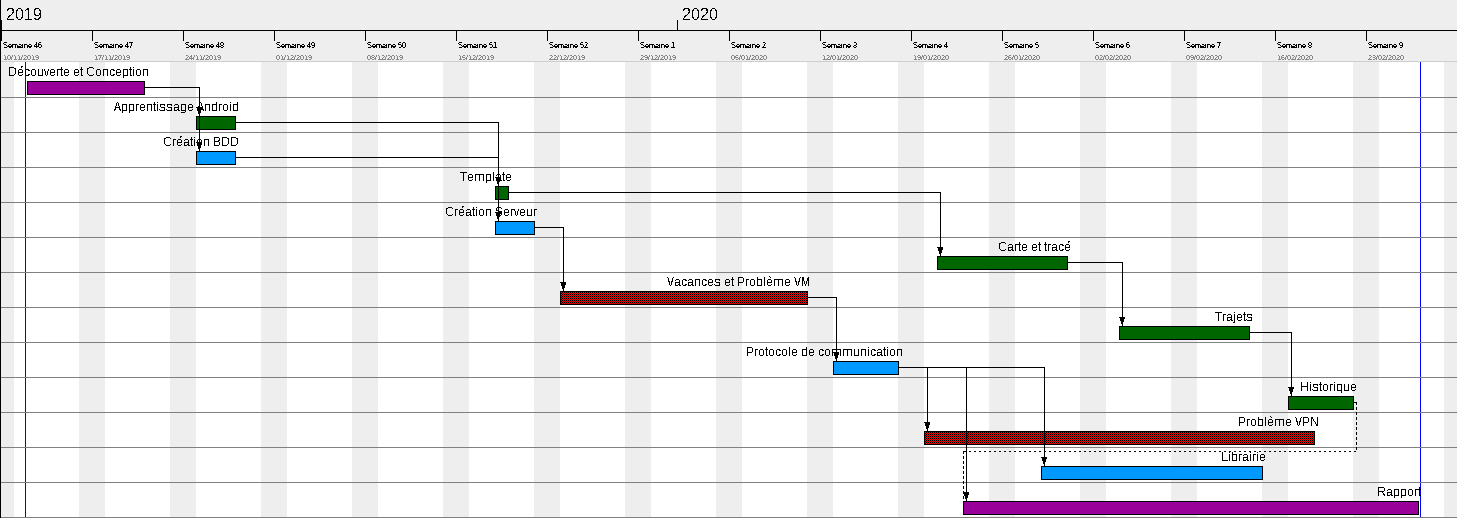 2019 2020
Semaine 46 Semaine 47 Semaine 48 Semaine 49 Semaine 50 Semaine 51 Semaine 52 Semaine 1 Semaine 2 Semaine 3 Semaine 4 Semaine 5 Semaine 6 Semaine 7 Semaine 8 Semaine 9
10/11/2019 17/11/2019 24/11/2019 01/12/2019 08/12/2019 15/12/2019 22/12/2019 29/12/2019 05/01/2020 12/01/2020 19/01/2020 26/01/2020 02/02/2020 09/02/2020 16/02/2020 23/02/2020
Découverte et Conception
Apprentissage Android
Création BDD
Template
Création Serveur
Carte et tracé
Vacances et Problème VM
Trajets
Protocole de communication
Historique
Problème VPN
Librairie
Rapport